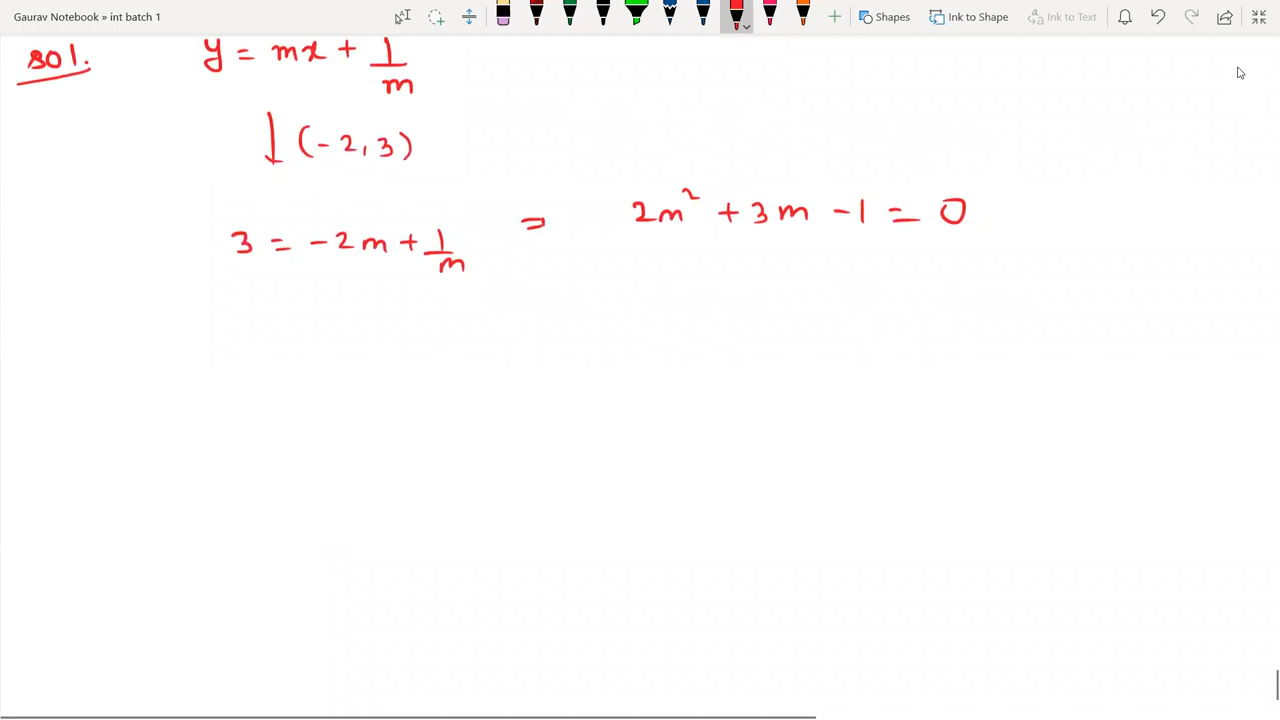 Gaurav Notebook » int batch 1
Shapes
Ink to Shape
Ink to Text
sol. y = mx + 1/m
↓ (-2, 3)
3 = -2m + 1/m = 2m² + 3m - 1 = 0